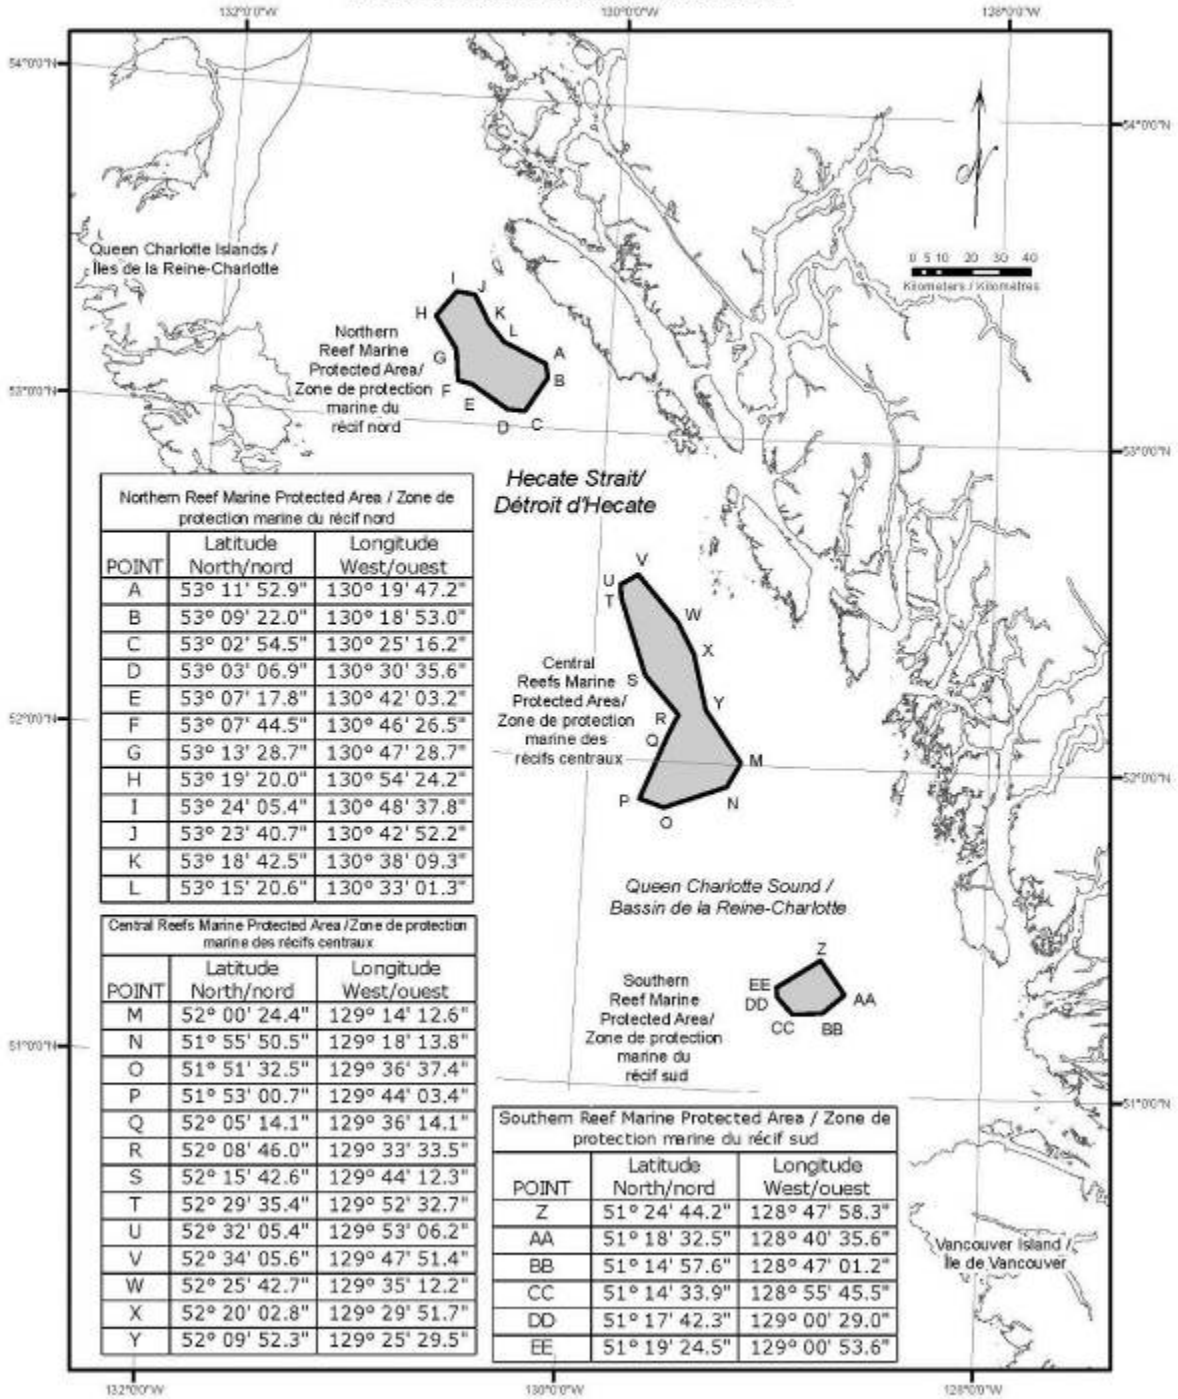 132°0'0"W 130°0'0"W 128°0'0"W
54°0'0"N
54°0'0"N
Queen Charlotte Islands /
Îles de la Reine-Charlotte
0 5 10 20 30 40
Kilometers / Kilomètres
I
J
H
K
L
A
G
B
F
E
D
C
Northern
Reef Marine
Protected Area/
Zone de protection
marine du
récif nord
53°0'0"N
53°0'0"N
Hecate Strait/
Détroit d'Hecate
Northern Reef Marine Protected Area / Zone de
protection marine du récif nord
POINT Latitude North/nord Longitude West/ouest
A 53° 11' 52.9" 130° 19' 47.2"
B 53° 09' 22.0" 130° 18' 53.0"
C 53° 02' 54.5" 130° 25' 16.2"
D 53° 03' 06.9" 130° 30' 35.6"
E 53° 07' 17.8" 130° 42' 03.2"
F 53° 07' 44.5" 130° 46' 26.5"
G 53° 13' 28.7" 130° 47' 28.7"
H 53° 19' 20.0" 130° 54' 24.2"
I 53° 24' 05.4" 130° 48' 37.8"
J 53° 23' 40.7" 130° 42' 52.2"
K 53° 18' 42.5" 130° 38' 09.3"
L 53° 15' 20.6" 130° 33' 01.3"
V
U
T
W
X
S
Y
R
Q
M
P
N
O
Central
Reefs Marine
Protected Area/
Zone de protection
marine des
récifs centraux
52°0'0"N
52°0'0"N
Queen Charlotte Sound /
Bassin de la Reine-Charlotte
Central Reefs Marine Protected Area /Zone de protection
marine des récifs centraux
POINT Latitude North/nord Longitude West/ouest
M 52° 00' 24.4" 129° 14' 12.6"
N 51° 55' 50.5" 129° 18' 13.8"
O 51° 51' 32.5" 129° 36' 37.4"
P 51° 53' 00.7" 129° 44' 03.4"
Q 52° 05' 14.1" 129° 36' 14.1"
R 52° 08' 46.0" 129° 33' 33.5"
S 52° 15' 42.6" 129° 44' 12.3"
T 52° 29' 35.4" 129° 52' 32.7"
U 52° 32' 05.4" 129° 53' 06.2"
V 52° 34' 05.6" 129° 47' 51.4"
W 52° 25' 42.7" 129° 35' 12.2"
X 52° 20' 02.8" 129° 29' 51.7"
Y 52° 09' 52.3" 129° 25' 29.5"
Z
EE
DD
AA
CC
BB
Southern
Reef Marine
Protected Area/
Zone de protection
marine du
récif sud
51°0'0"N
51°0'0"N
Southern Reef Marine Protected Area / Zone de
protection marine du récif sud
POINT Latitude North/nord Longitude West/ouest
Z 51° 24' 44.2" 128° 47' 58.3"
AA 51° 18' 32.5" 128° 40' 35.6"
BB 51° 14' 57.6" 128° 47' 01.2"
CC 51° 14' 33.9" 128° 55' 45.5"
DD 51° 17' 42.3" 129° 00' 29.0"
EE 51° 19' 24.5" 129° 00' 53.6"
Vancouver Island /
Île de Vancouver
132°0'0"W 130°0'0"W 128°0'0"W